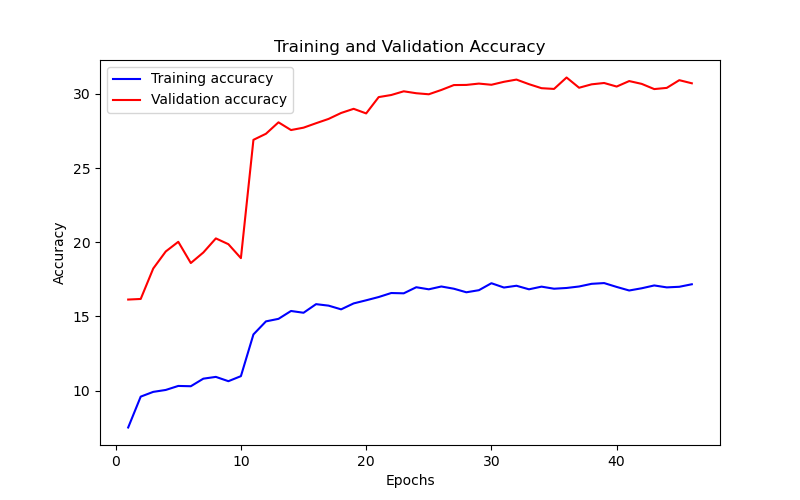 Training and Validation Accuracy
Training accuracy
Validation accuracy
30
25
20
15
10
Accuracy
0
10
20
30
40
Epochs